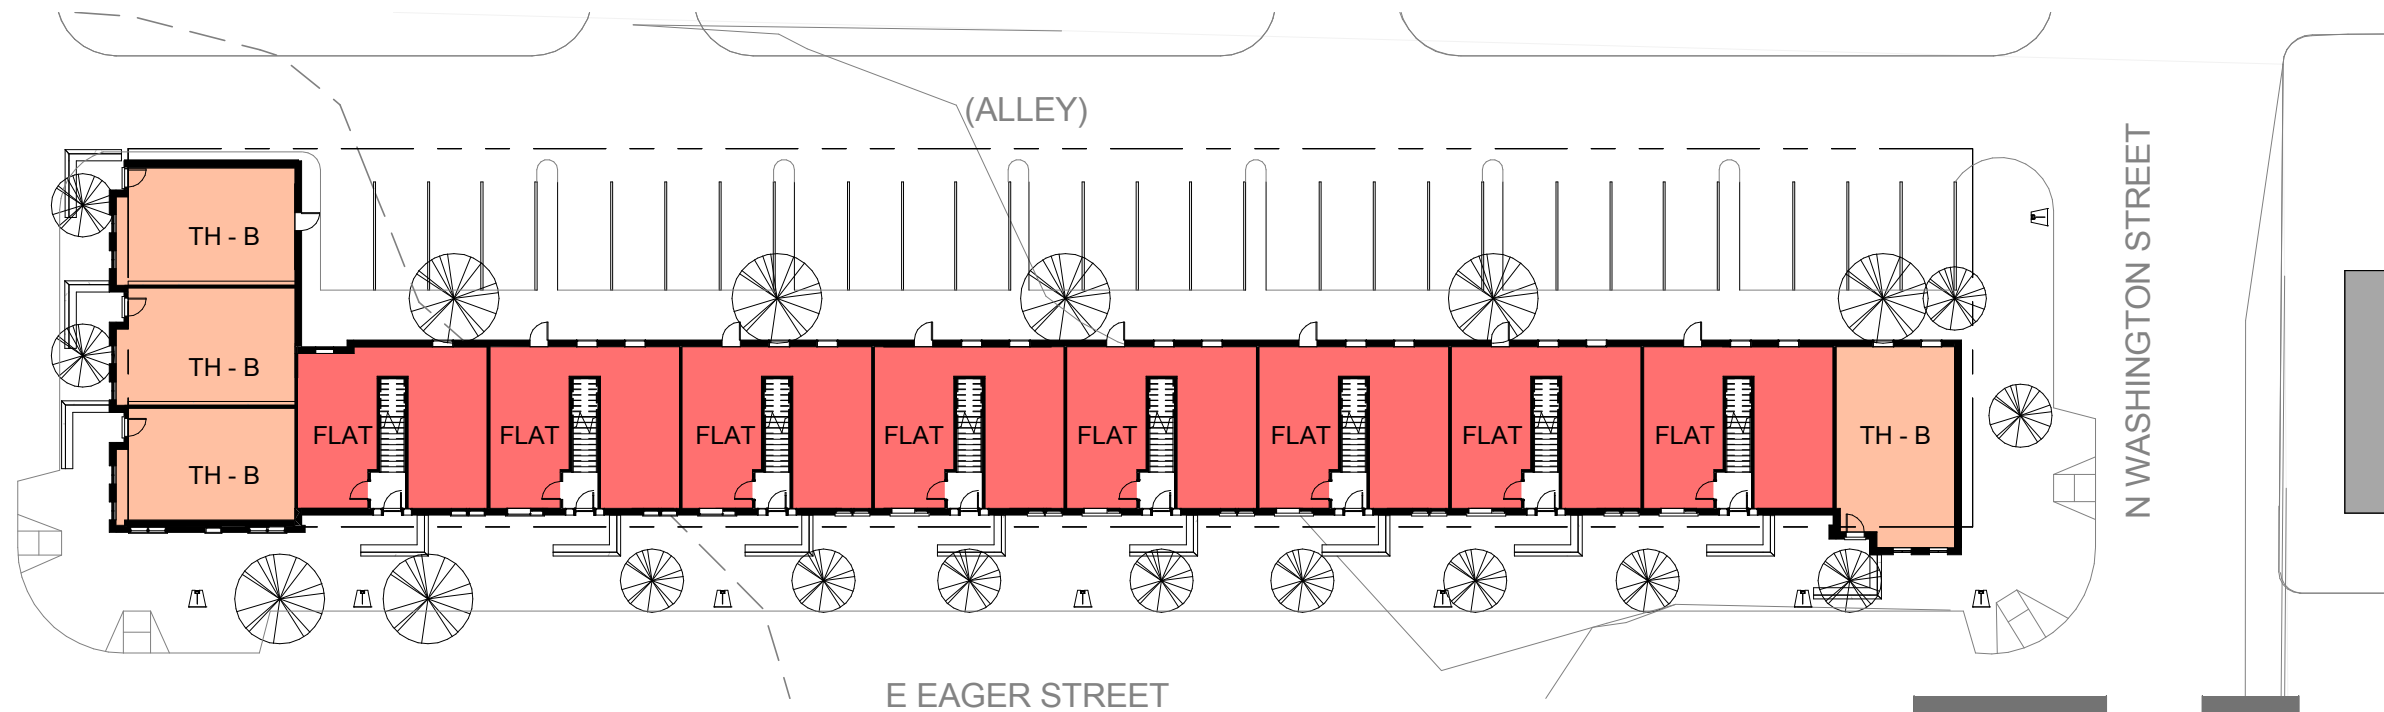 (ALLEY)
N WASHINGTON STREET
TH - B
TH - B
FLAT
FLAT
FLAT
FLAT
FLAT
FLAT
FLAT
FLAT
TH - B
TH - B
E EAGER STREET